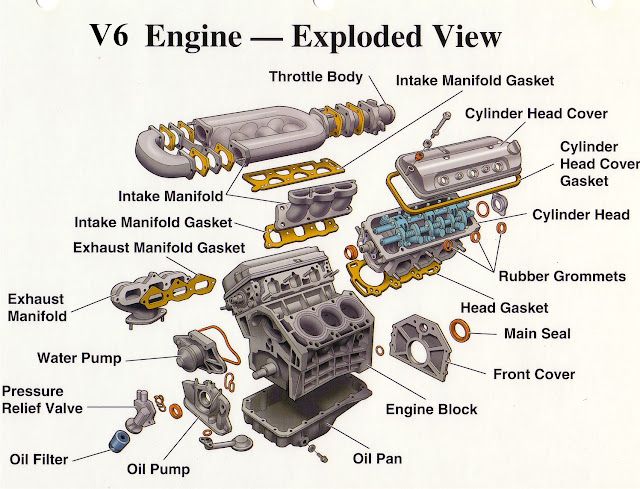 V6 Engine — Exploded View
Throttle Body
Intake Manifold Gasket
Cylinder Head Cover
Cylinder
Head Cover
Gasket
Intake Manifold
Cylinder Head
Intake Manifold Gasket
Exhaust Manifold Gasket
Rubber Grommets
Exhaust
Manifold
Head Gasket
Main Seal
Water Pump
Front Cover
Pressure
Relief Valve
Engine Block
Oil Filter
Oil Pump
Oil Pan